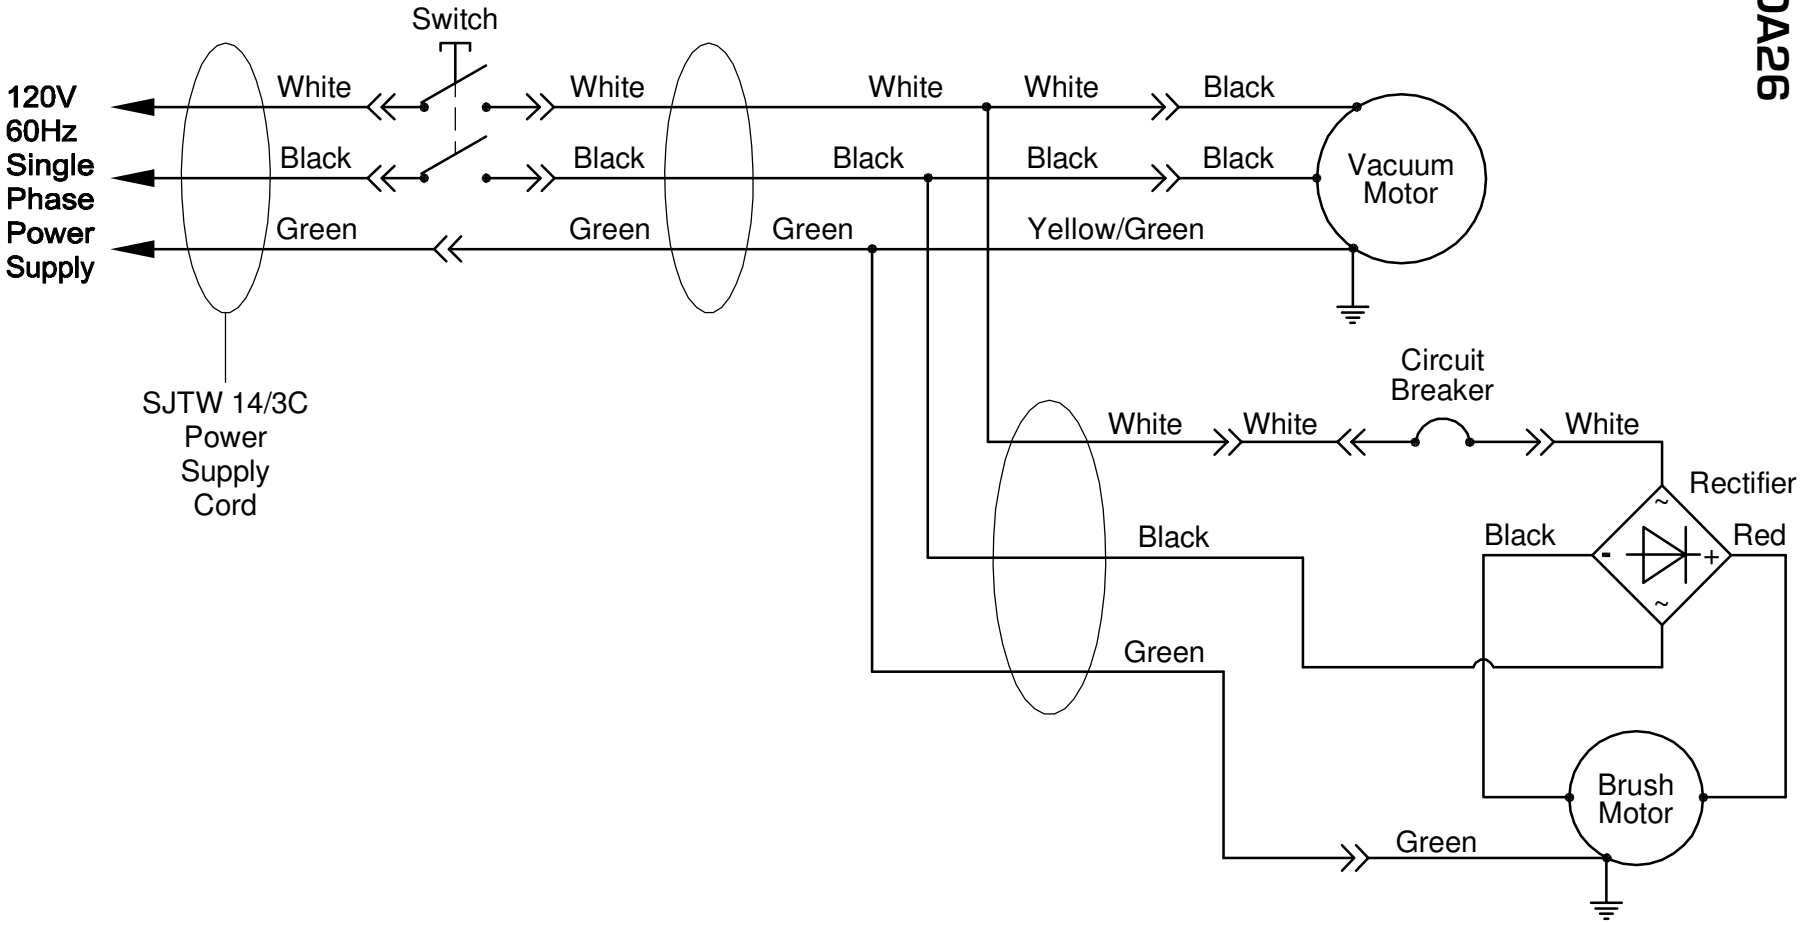 Switch
0A26
120V
60Hz
Single
Phase
Power
Supply
White
White
White
White
Black
Black
Black
Black
Black
Black
Green
Green
Green
Yellow/Green
Vacuum
Motor
SJTW 14/3C
Power
Supply
Cord
Circuit
Breaker
White
White
White
Rectifier
~
Black
Black
Red
-
+
~
Green
Brush
Motor
Green